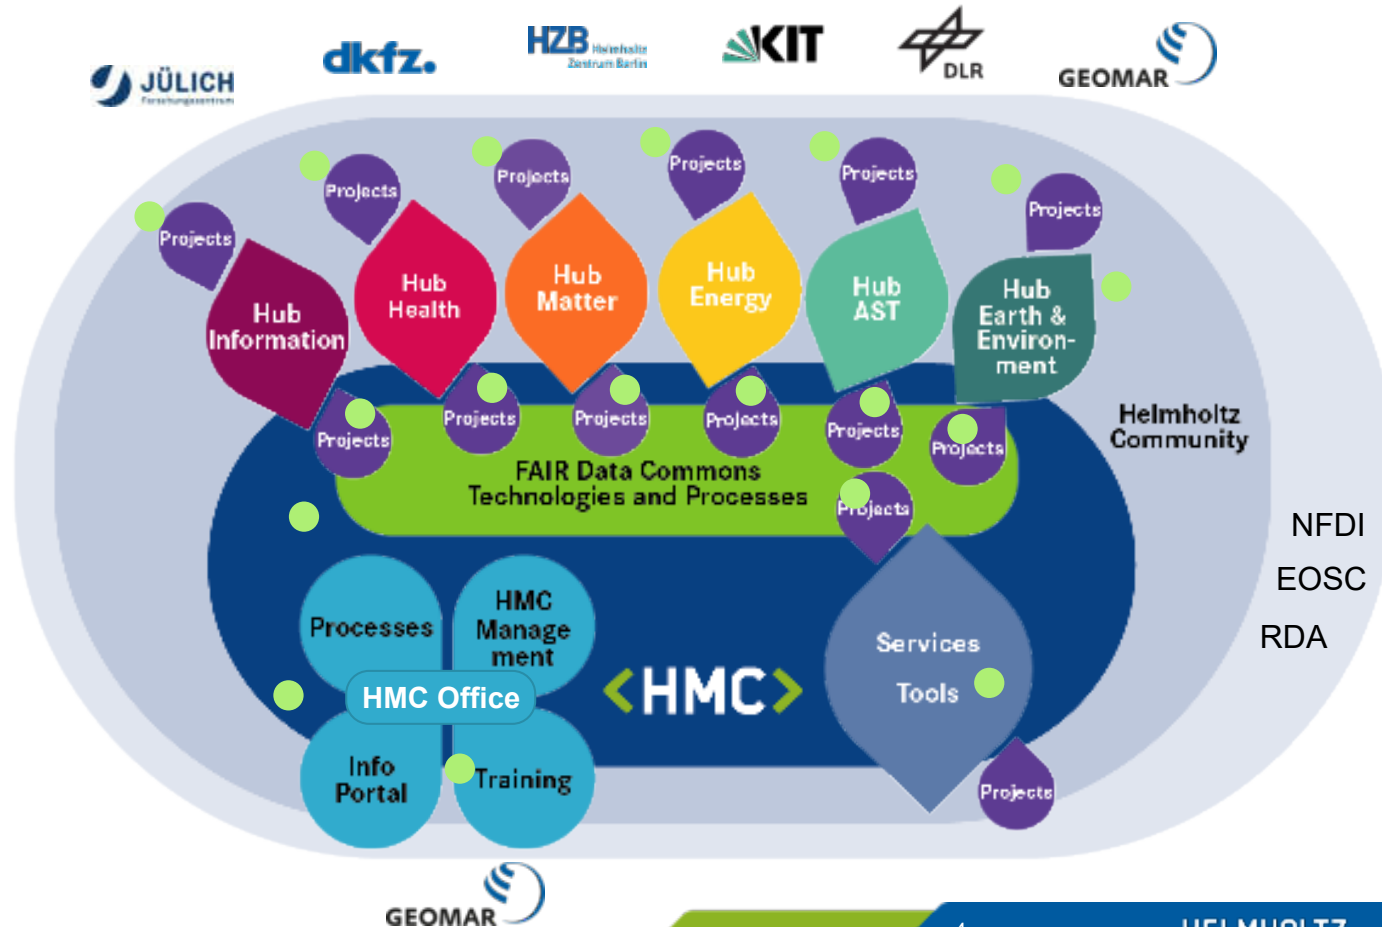 JÜLICH
Forschungszentrum
dkfz.
HZB Helmholtz
Zentrum Berlin
KIT
DLR
GEOMAR
Projects
Projects
Projects
Projects
Projects
Projects
Hub
Information
Hub
Health
Hub
Matter
Hub
Energy
Hub
AST
Hub
Earth &
Environ-
ment
Projects
Projects
Projects
Projects
Projects
Projects
Helmholtz
Community
FAIR Data Commons
Technologies and Processes
Projects
NFDI
EOSC
RDA
Processes
HMC
Manage
ment
HMC Office
Info
Portal
Training
<HMC>
Services
Tools
Projects
GEOMAR
HELMHOLTZ